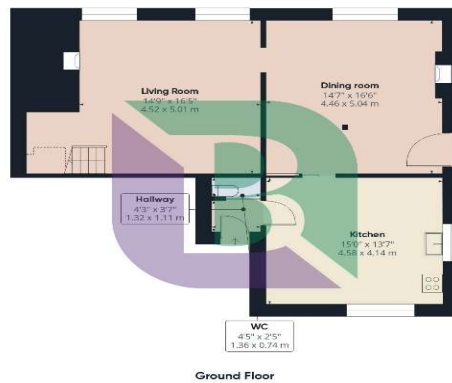 Living Room
14'9" x 16'5"
4.52 x 5.01 m
Dining room
14'7" x 16'6"
4.46 x 5.04 m
Hallway
4'3" x 3'7"
1.32 x 1.11 m
Kitchen
15'0" x 13'7"
4.58 x 4.14 m
WC
4'5" x 2'5"
1.36 x 0.74 m
Ground Floor